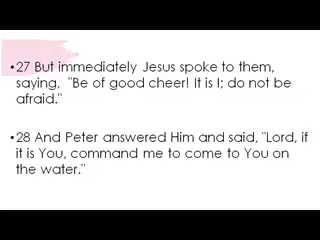 •27 But immediately Jesus spoke to them,
saying,  "Be of good cheer! It is I; do not be
afraid."
•28 And Peter answered Him and said, "Lord, if
it is You, command me to come to You on
the water."